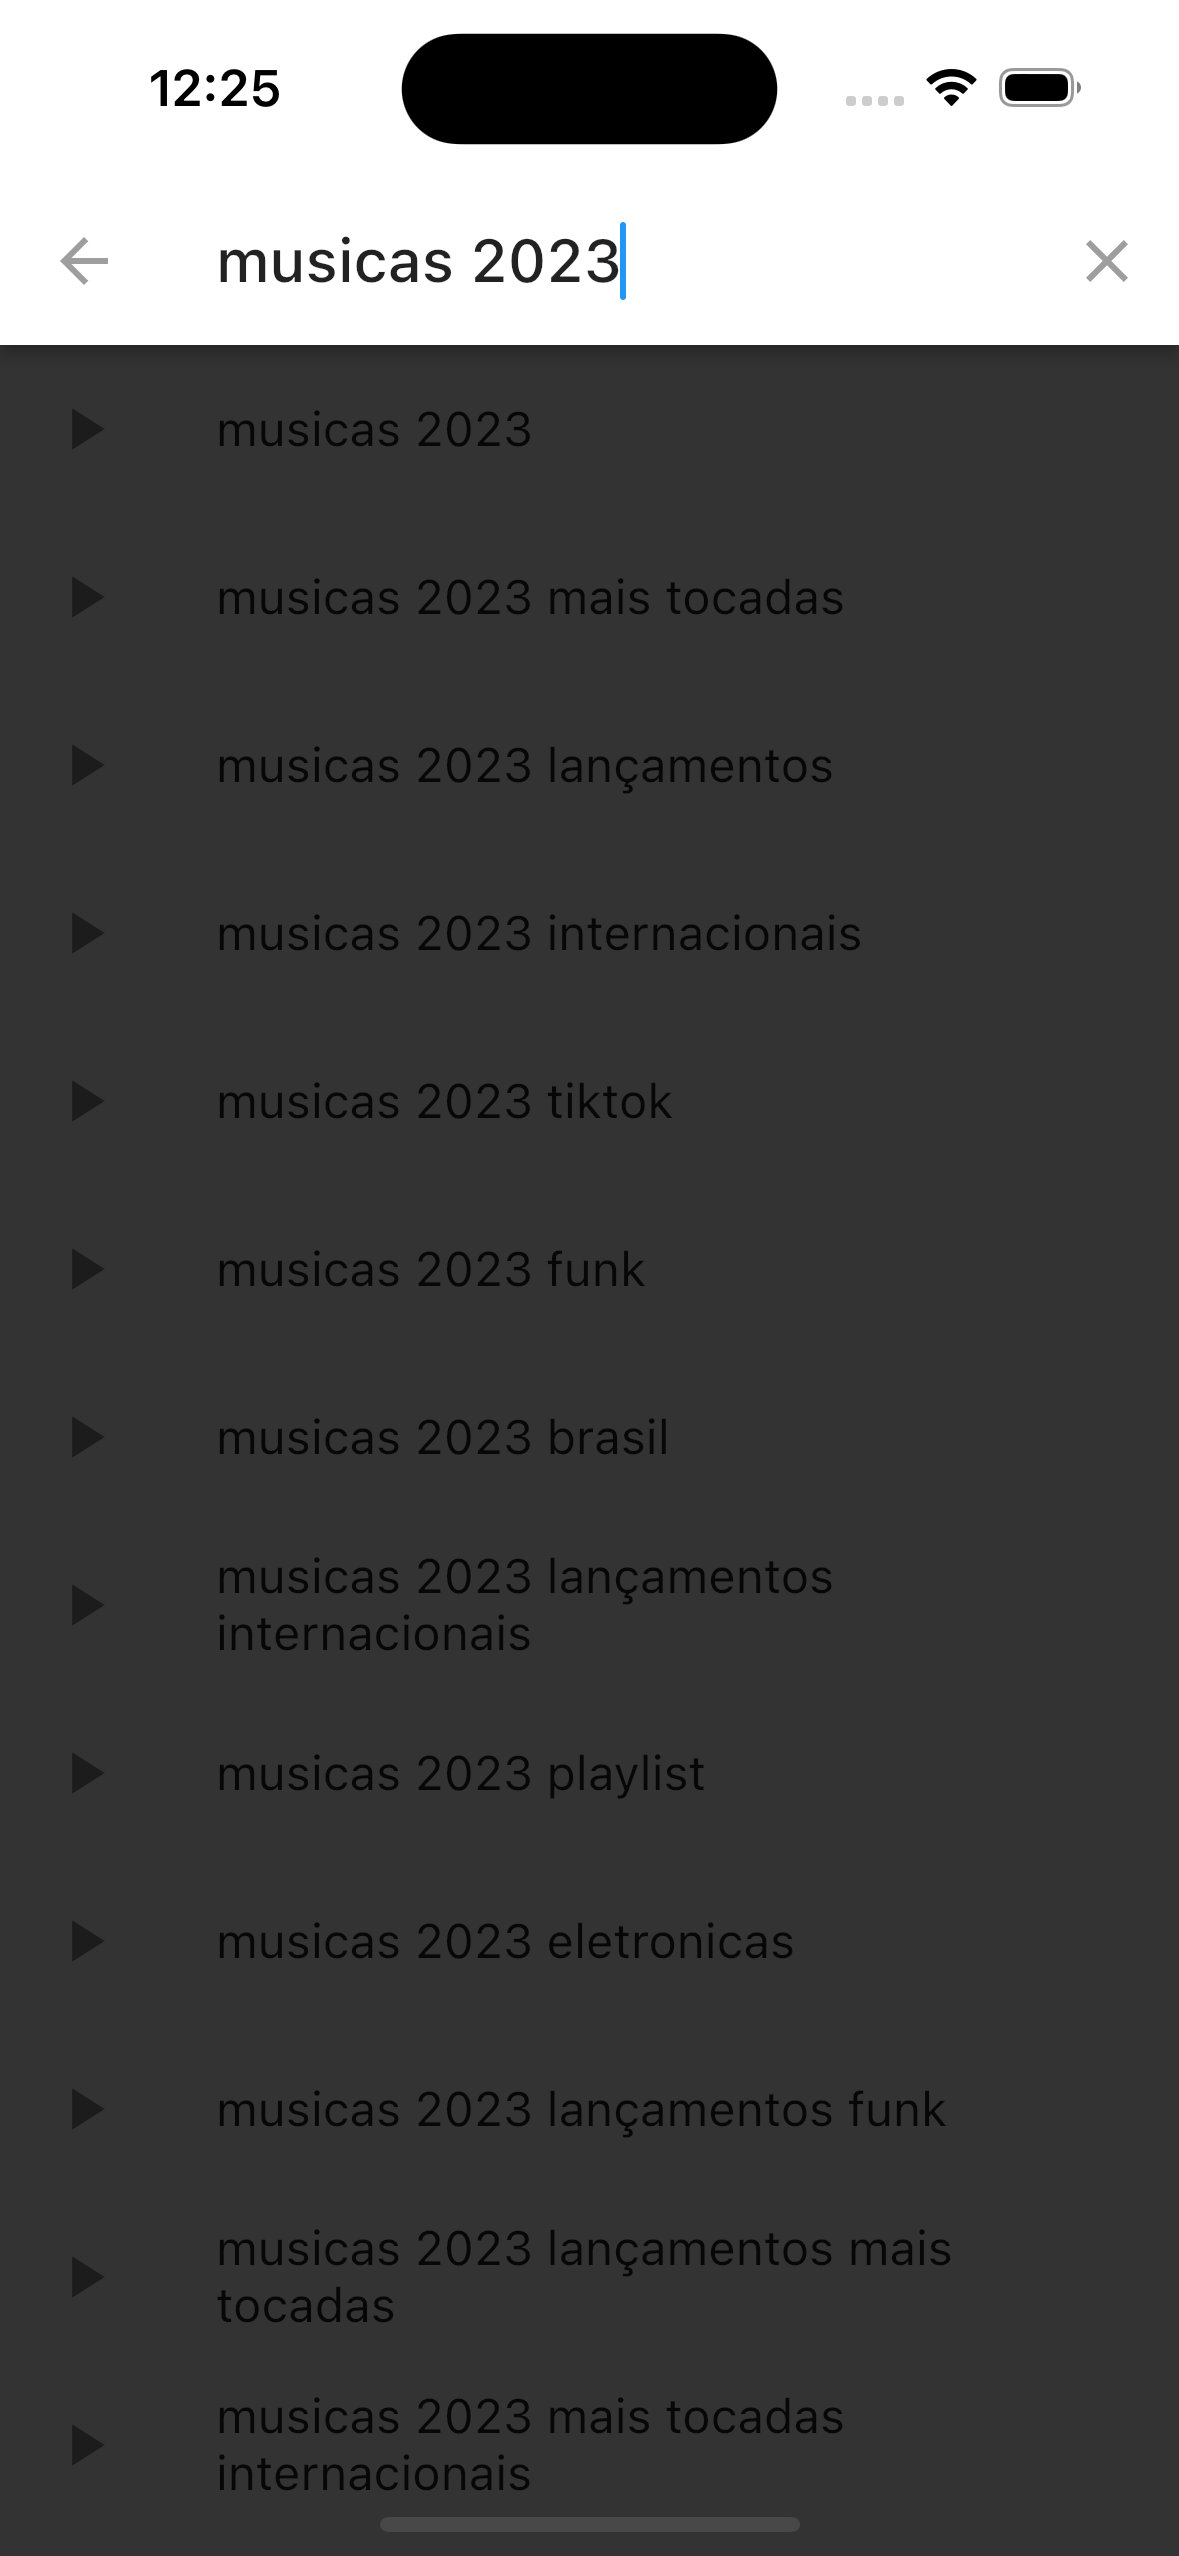 12:25
musicas 2023
musicas 2023
musicas 2023 mais tocadas
musicas 2023 lançamentos
musicas 2023 internacionais
musicas 2023 tiktok
musicas 2023 funk
musicas 2023 brasil
musicas 2023 lançamentos
internacionais
musicas 2023 playlist
musicas 2023 eletronicas
musicas 2023 lançamentos funk
musicas 2023 lançamentos mais
tocadas
musicas 2023 mais tocadas
internacionais